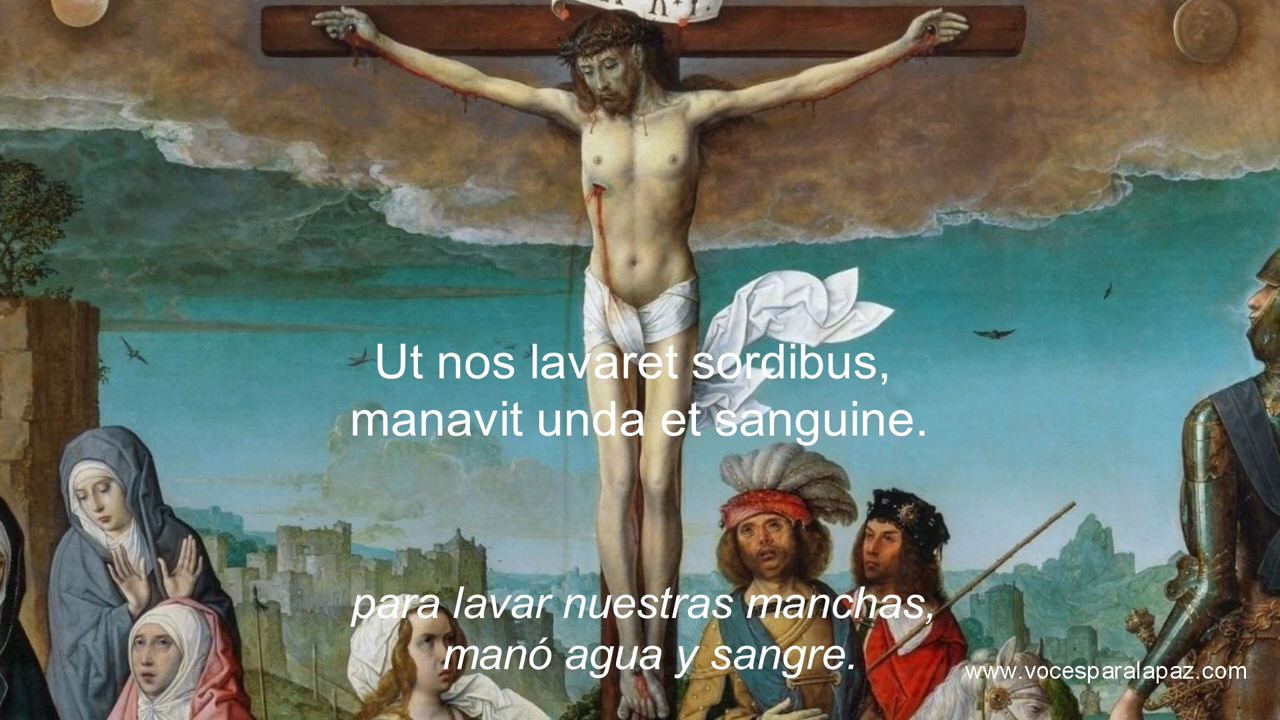 Ut nos lavaret sordibus,
manavit unda et sanguine.
para lavar nuestras manchas,
manó agua y sangre.
www.vocesparalapaz.com